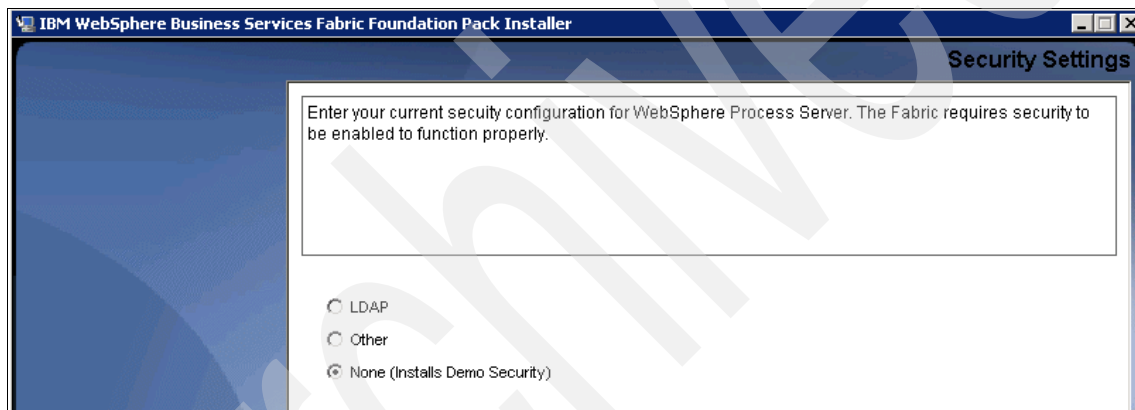 IBM WebSphere Business Services Fabric Foundation Pack Installer
Security Settings
Enter your current secuity configuration for WebSphere Process Server. The Fabric requires security to
be enabled to function properly.
LDAP
Other
None (Installs Demo Security)